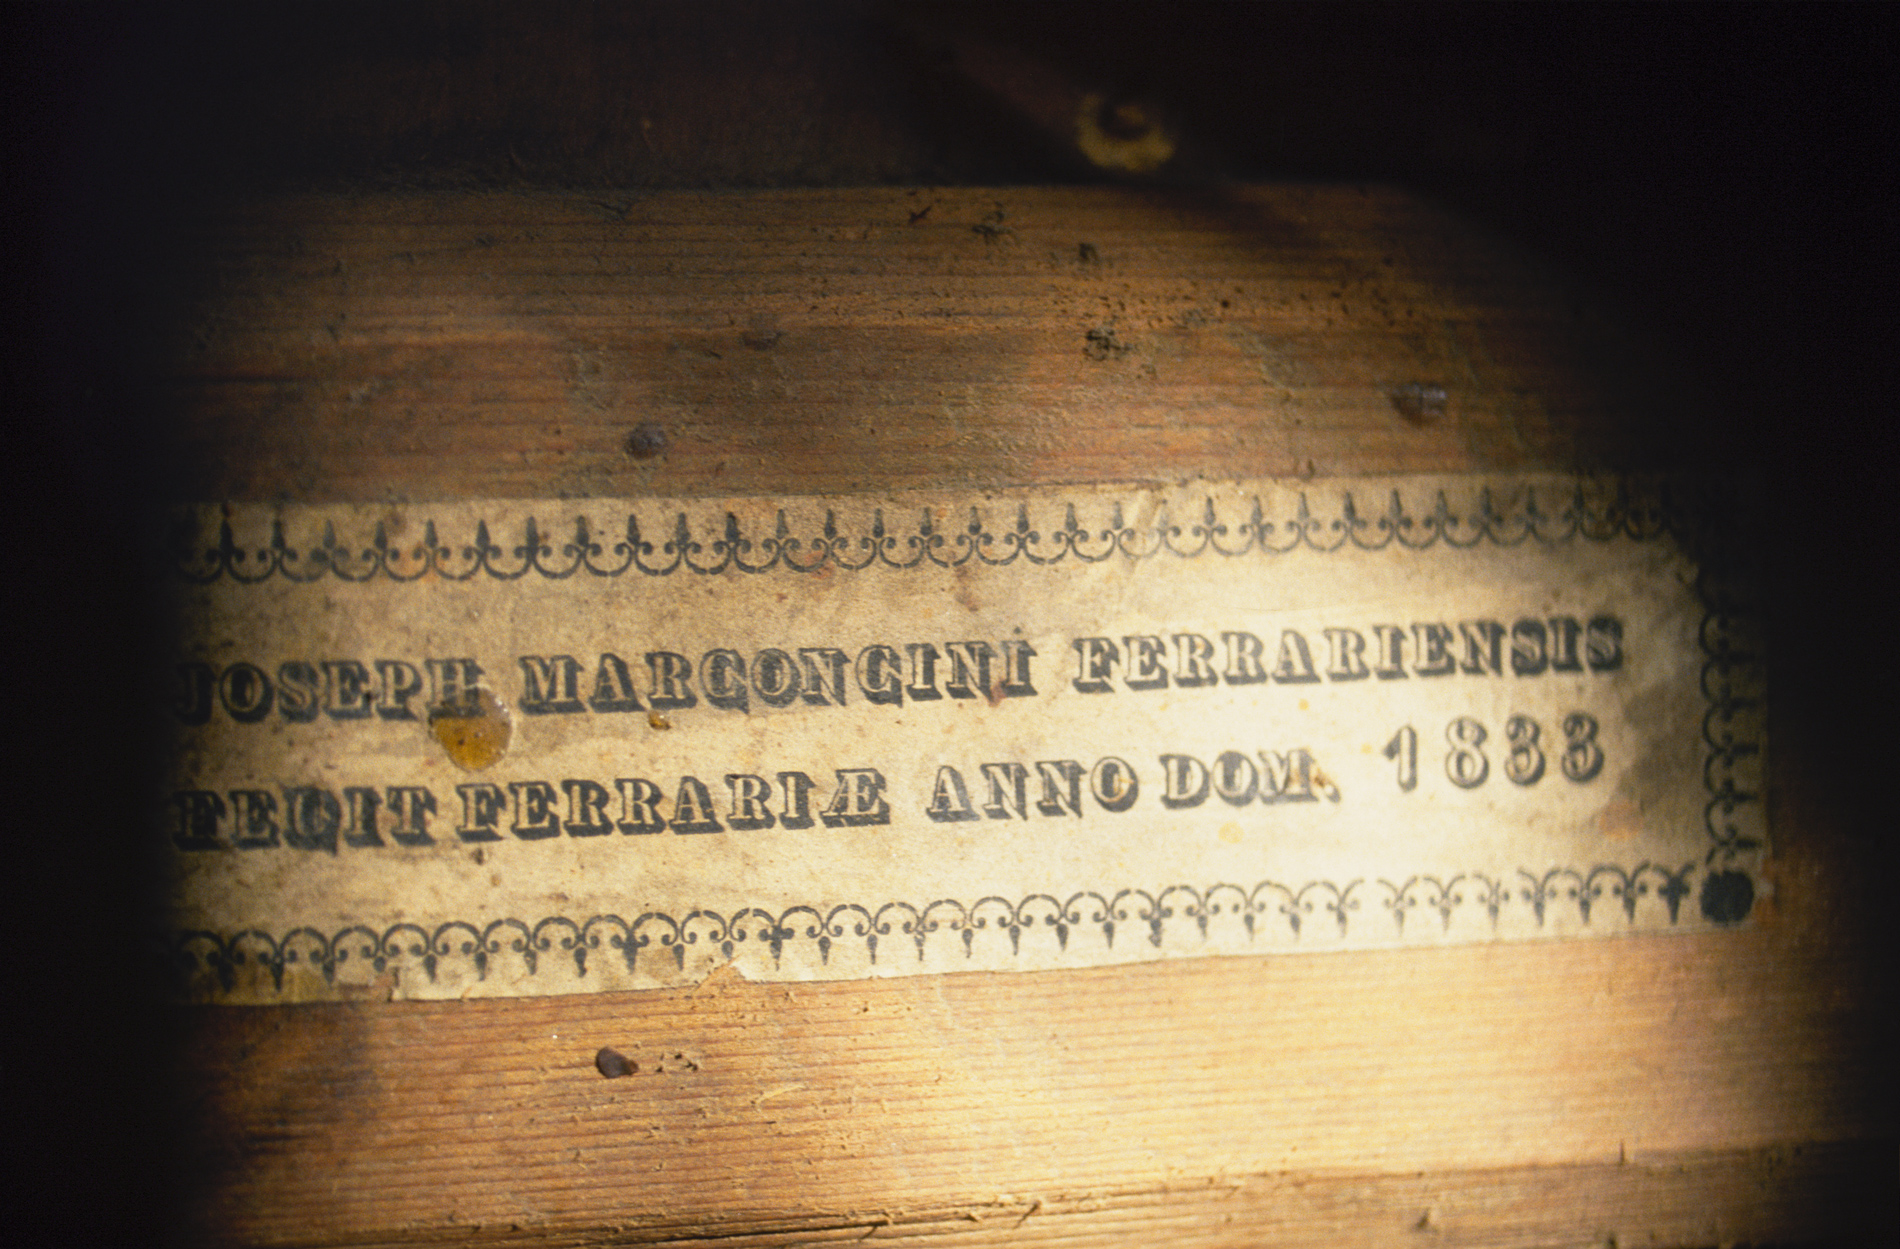 JOSEPH MARCONCINI FERRARIENSIS
FECIT FERRARIÆ ANNO DOM. 1833